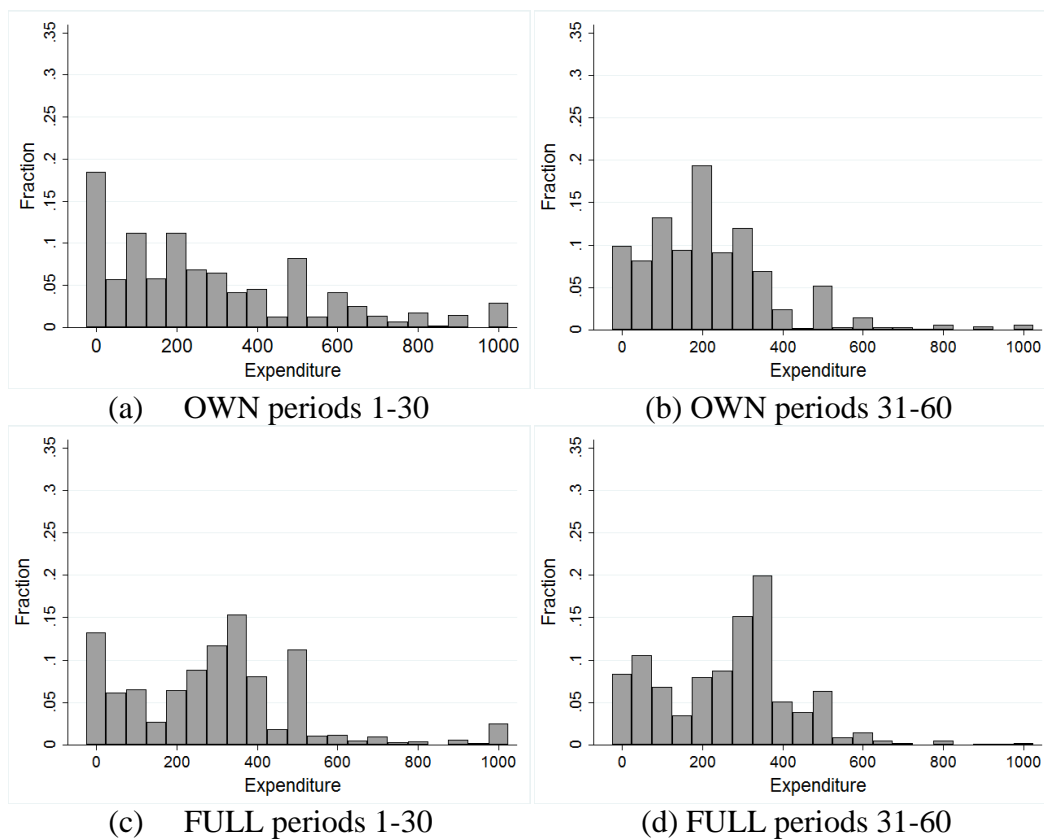 .35
.3
.25
.2
.15
.1
.05
0
Fraction
0 200 400 600 800 1000
Expenditure
(a) OWN periods 1-30
.35
.3
.25
.2
.15
.1
.05
0
Fraction
0 200 400 600 800 1000
Expenditure
(b) OWN periods 31-60
.35
.3
.25
.2
.15
.1
.05
0
Fraction
0 200 400 600 800 1000
Expenditure
(c) FULL periods 1-30
.35
.3
.25
.2
.15
.1
.05
0
Fraction
0 200 400 600 800 1000
Expenditure
(d) FULL periods 31-60